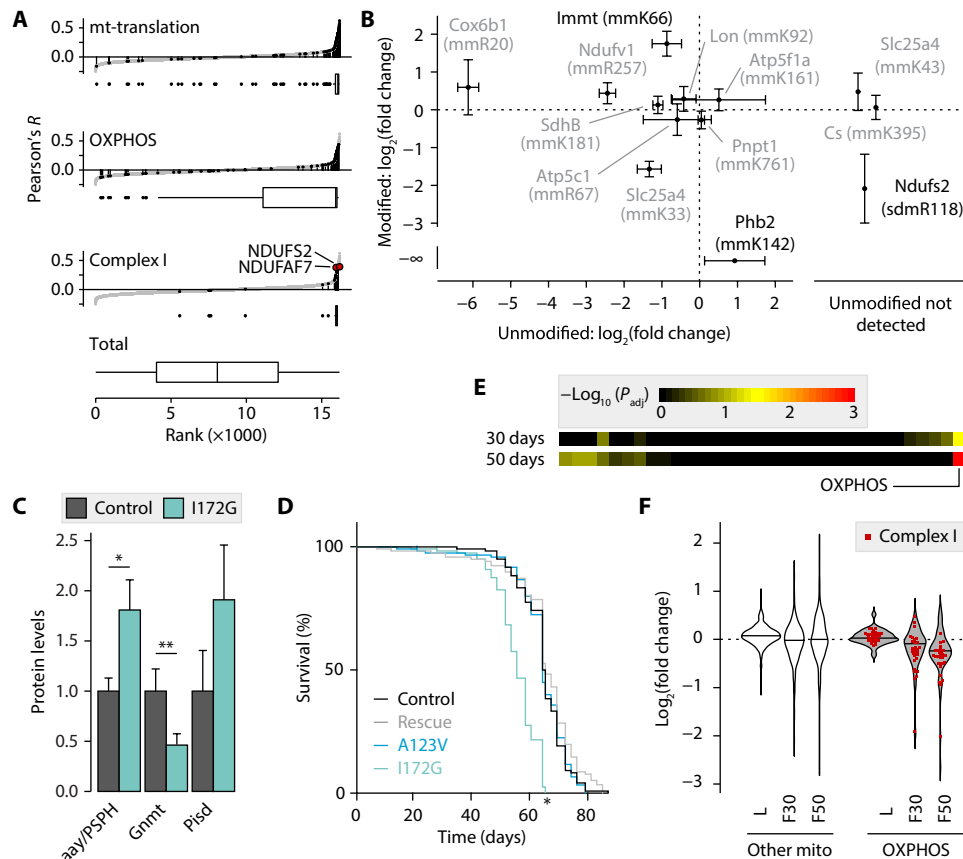 A
mt-translation
0.5
0.0
OXPHOS
0.5
0.0
Pearson's R
Complex I
NDUFS2
NDUFAF7
0.5
0.0
Total
0 5 10 15
Rank (×1000)
B
Immt (mmK66)
Cox6b1
(mmR20)
Ndufv1
(mmR257)
Lon (mmK92)
Atp5f1a
(mmK161)
Slc25a4
(mmK43)
SdhB
(mmK181)
Atp5c1
(mmR67)
Slc25a4
(mmK33)
Pnpt1
(mmK761)
Cs (mmK395)
Ndufs2
(sdmR118)
Phb2
(mmK142)
Modified: log2(fold change)
2
1
0
−1
−2
−3
−∞
−6 −5 −4 −3 −2 −1 0 1 2
Unmodified: log2(fold change)
Unmodified not
detected
E
−Log10 (Padj)
0 1 2 3
30 days
50 days
OXPHOS
C
Control I172G
Protein levels
2.5
2.0
1.5
1.0
0.5
0.0
*
**
aay/PSPH
Gnmt
Pisd
D
Survival (%)
100
50
0
Control
Rescue
A123V
I172G
*
0 20 40 60 80
Time (days)
F
Complex I
Log2(fold change)
2
1
0
−1
−2
−3
L F30 F50 L F30 F50
Other mito OXPHOS